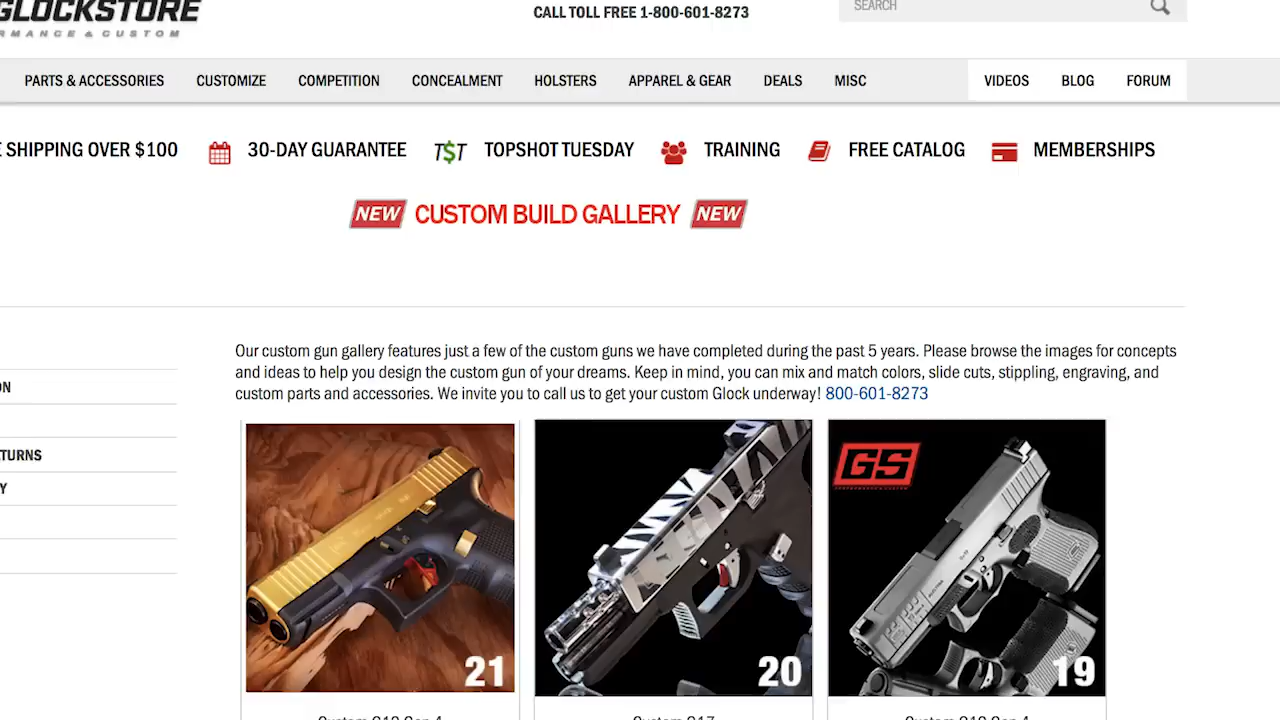 GLOCKSTORE
RMANCE & CUSTOM
CALL TOLL FREE 1-800-601-8273
SEARCH
PARTS & ACCESSORIES CUSTOMIZE COMPETITION CONCEALMENT HOLSTERS APPAREL & GEAR DEALS MISC VIDEOS BLOG FORUM
E SHIPPING OVER $100 30-DAY GUARANTEE T$T TOPSHOT TUESDAY TRAINING FREE CATALOG MEMBERSHIPS
NEW CUSTOM BUILD GALLERY NEW
Our custom gun gallery features just a few of the custom guns we have completed during the past 5 years. Please browse the images for concepts
and ideas to help you design the custom gun of your dreams. Keep in mind, you can mix and match colors, slide cuts, stippling, engraving, and
custom parts and accessories. We invite you to call us to get your custom Glock underway! 800-601-8273
ON
TURNS
Y
GS
21 20 19